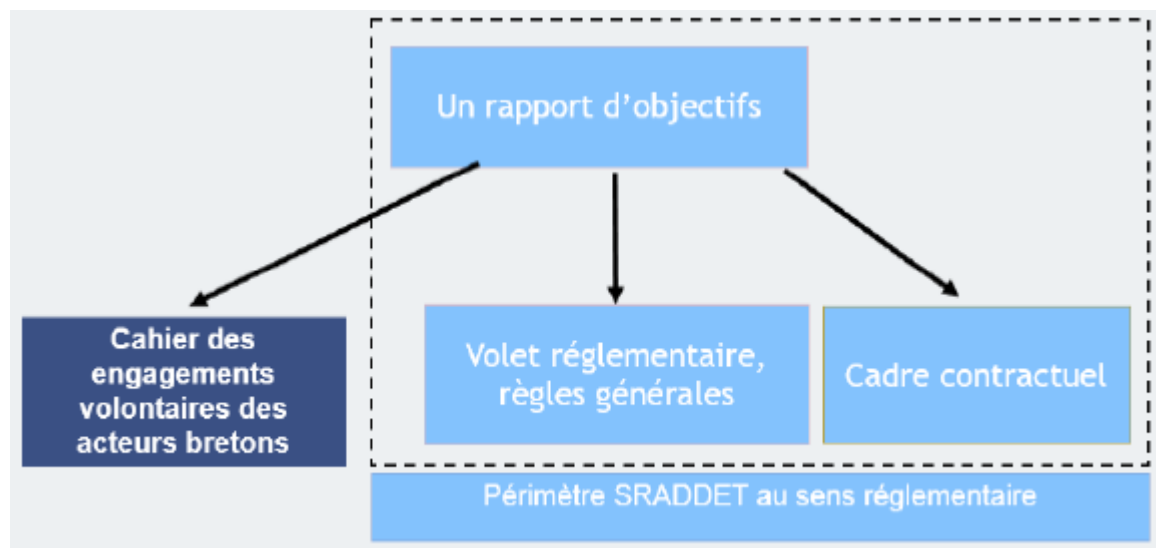 Un rapport d’objectifs
Cahier des
engagements
volontaires des
acteurs bretons
Volet réglementaire,
règles générales
Cadre contractuel
Périmètre SRADDET au sens réglementaire